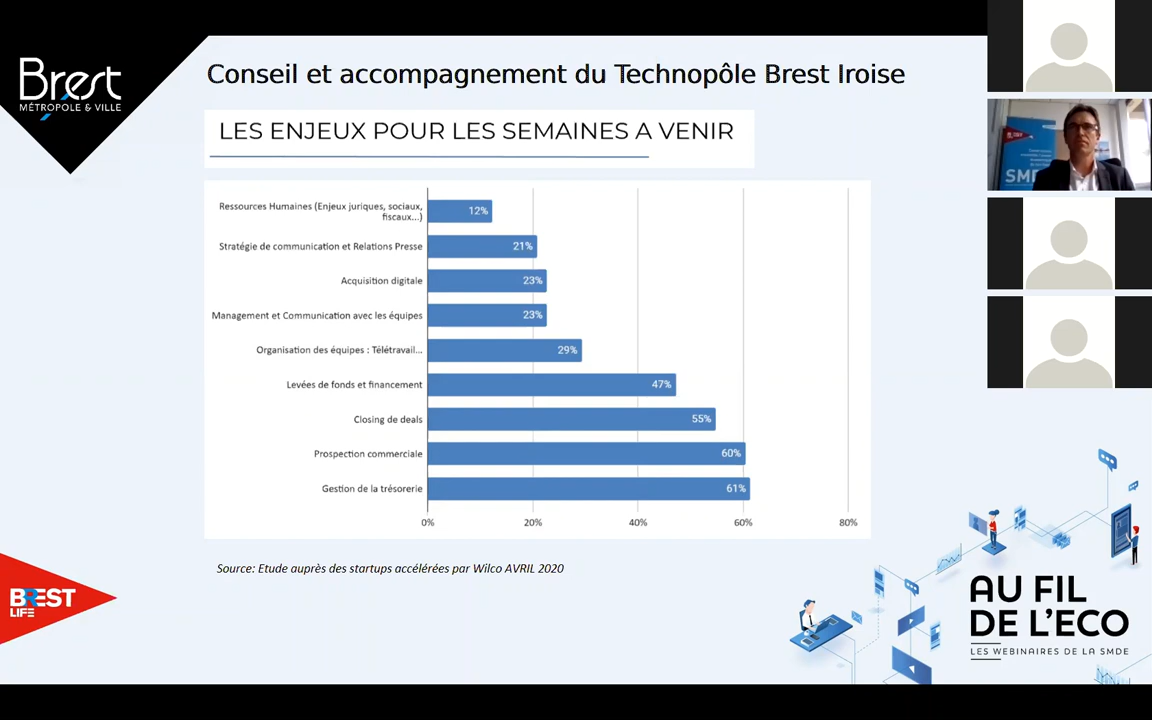 Brest
MÉTROPOLE & VILLE
Conseil et accompagnement du Technopôle Brest Iroise
LES ENJEUX POUR LES SEMAINES A VENIR
Ressources Humaines (Enjeux juriques, sociaux,
fiscaux...)
12%
Stratégie de communication et Relations Presse
21%
Acquisition digitale
23%
Management et Communication avec les équipes
23%
Organisation des équipes : Télétravail...
29%
Levées de fonds et financement
47%
Closing de deals
55%
Prospection commerciale
60%
Gestion de la trésorerie
61%
0% 20% 40% 60% 80%
Source: Etude auprès des startups accélérées par Wilco AVRIL 2020
BREST
LIFE
AU FIL
DE L'ECO
LES WEBINAIRES DE LA SMDE